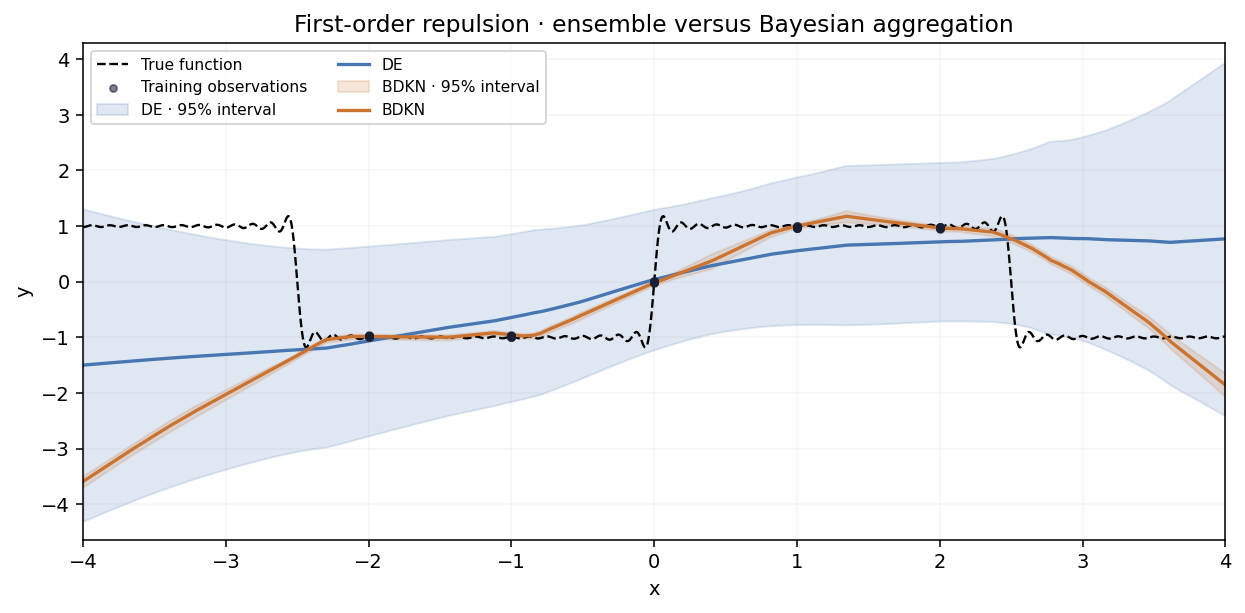 First-order repulsion · ensemble versus Bayesian aggregation
True function
Training observations
DE · 95% interval
DE
BDKN · 95% interval
BDKN
y
4
3
2
1
0
−1
−2
−3
−4
−4 −3 −2 −1 0 1 2 3 4
x